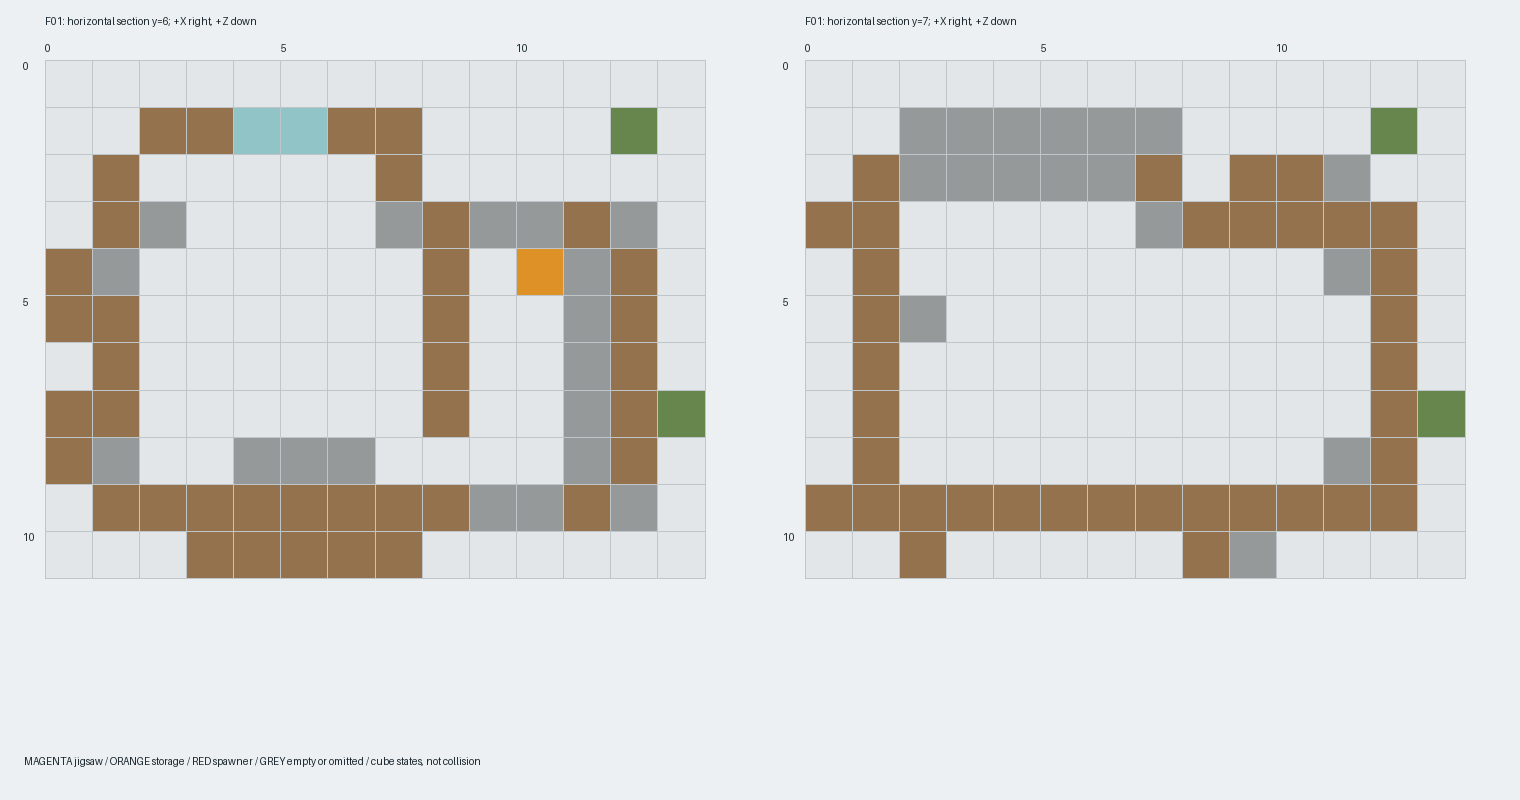 F01: horizontal section y=6; +X right, +Z down
0 5 10
0
5
10
F01: horizontal section y=7; +X right, +Z down
0 5 10
0
5
10
MAGENTA jigsaw / ORANGE storage / RED spawner / GREY empty or omitted / cube states, not collision